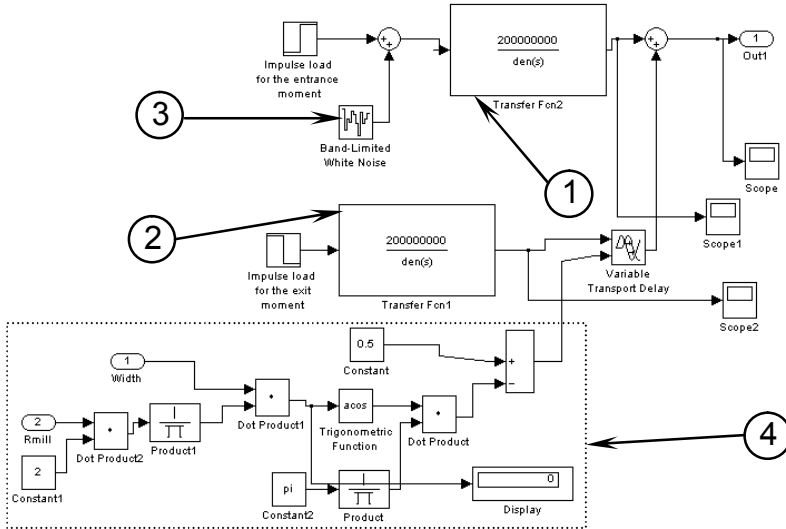 200000000
den(s)
Transfer Fcn2
1
Out1
Impulse load
for the entrance
moment
3
Band-Limited
White Noise
1
Scope
2
200000000
den(s)
Transfer Fcn1
Impulse load
for the exit
moment
Variable
Transport Delay
Scope1
Scope2
0.5
Constant
+
−
1
Width
2
Rmill
Dot Product2
Product1
Dot Product1
acos
Trigonometric
Function
Dot Product
2
Constant1
pi
Constant2
Product
0
Display
4